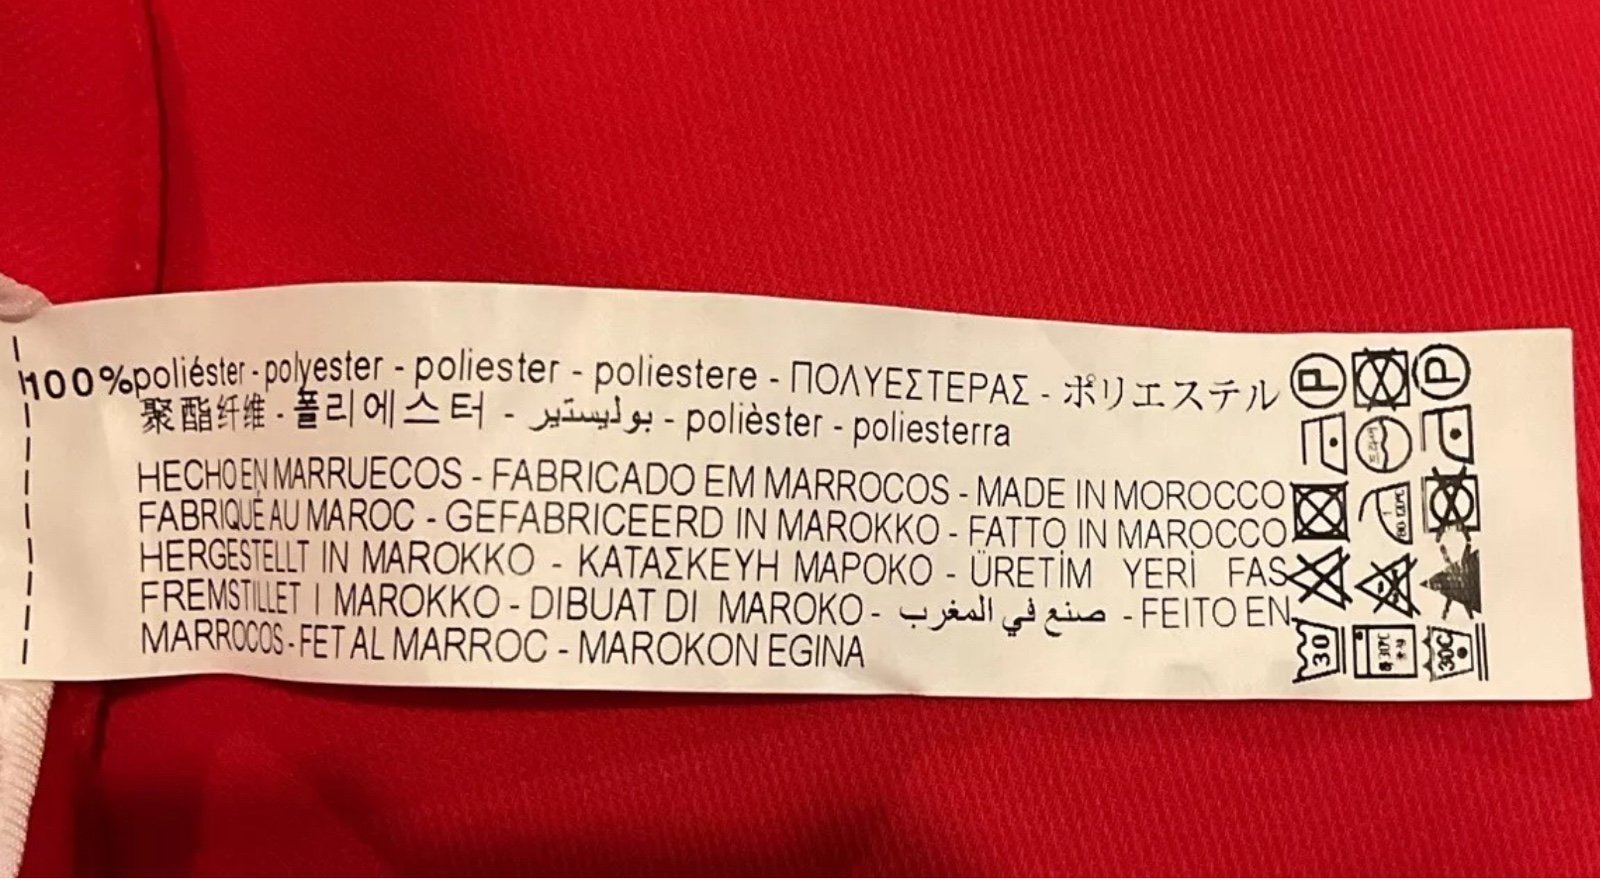 100%poliéster - polyester - poliester - poliestere - ΠΟΛΥΕΣΤΕΡΑΣ - ポリエステル
聚酯纤维 - 폴리에스터 - بوليستير - polièster - poliesterra
HECHO EN MARRUECOS - FABRICADO EM MARROCOS - MADE IN MOROCCO
FABRIQUÉ AU MAROC - GEFABRICEERD IN MAROKKO - FATTO IN MAROCCO
HERGESTELLT IN MAROKKO - ΚΑΤΑΣΚΕΥΗ ΜΑΡΟΚΟ - ÜRETİM YERİ FAS
FREMSTILLET I MAROKKO - DIBUAT DI MAROKO - صنع في المغرب - FEITO EN
MARROCOS - FET AL MARROC - MAROKON EGINA
P
P
30
30C